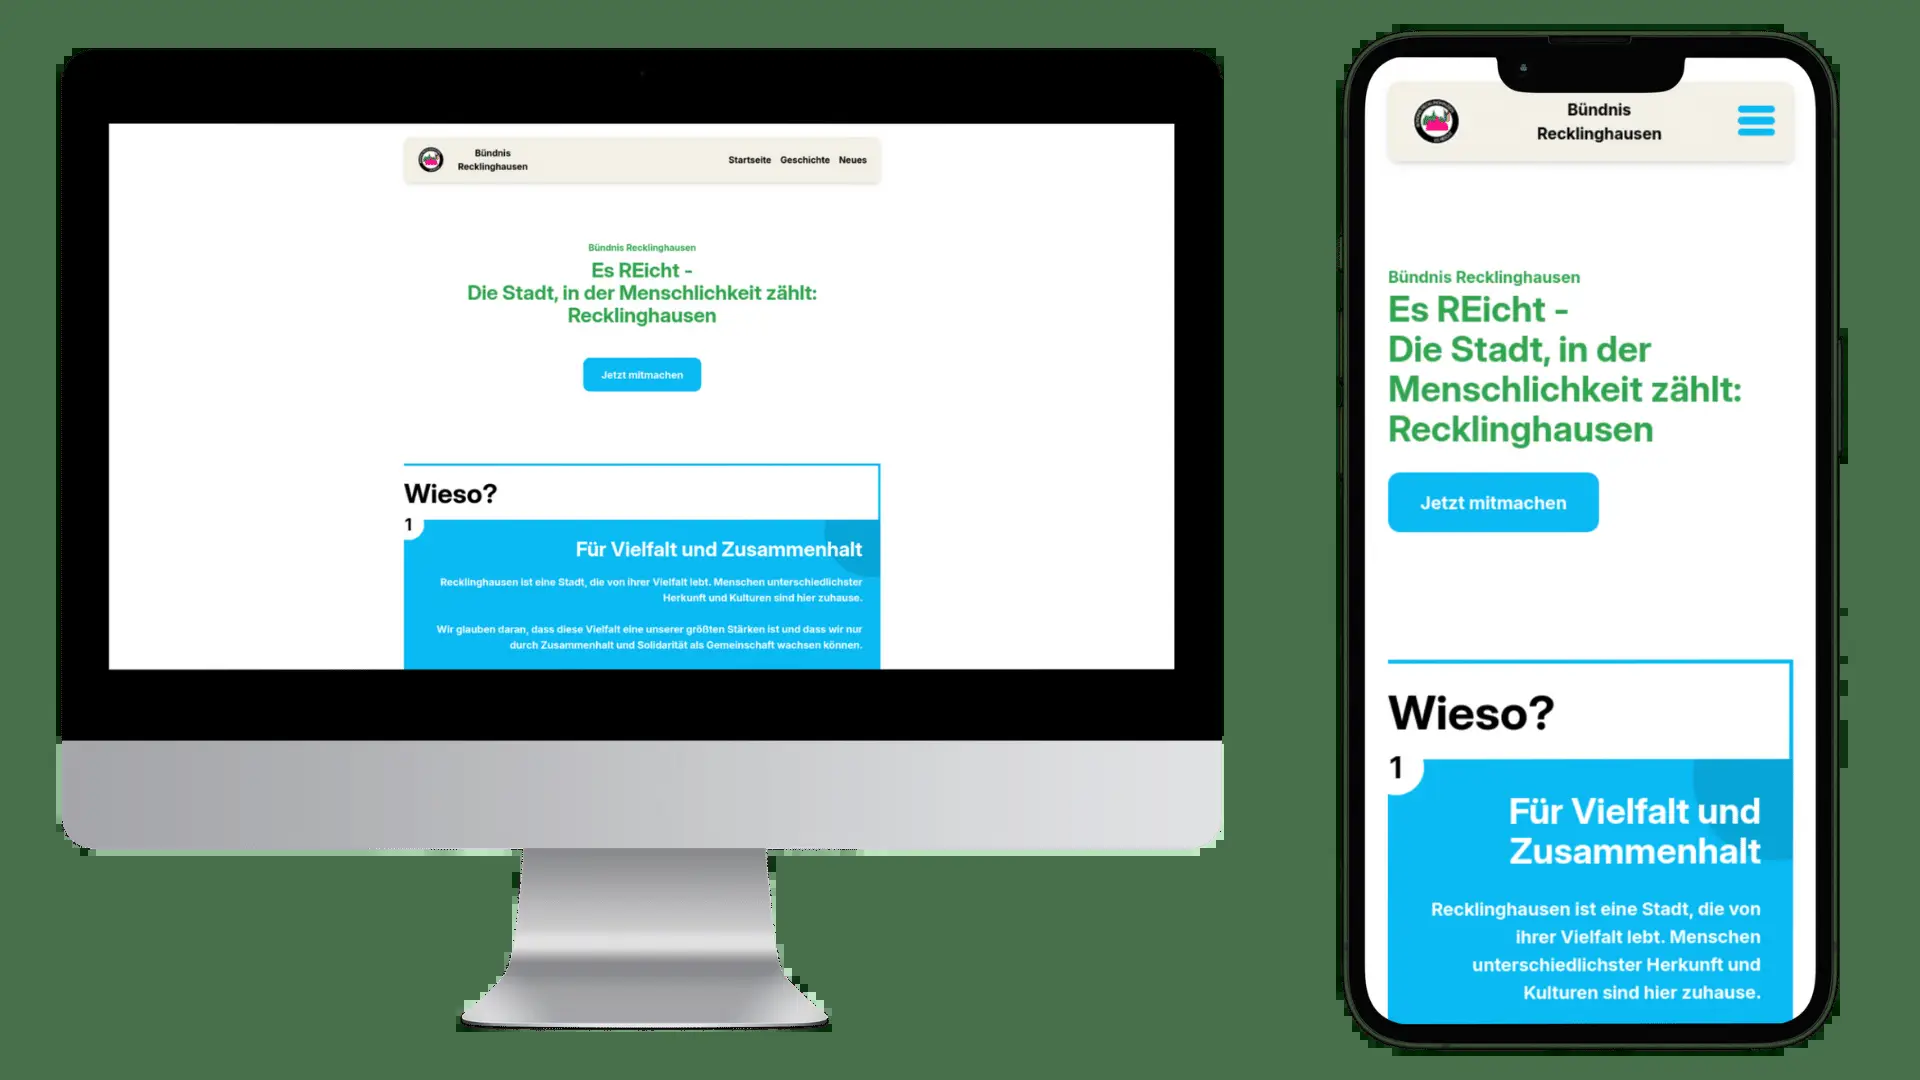 Bündnis
Recklinghausen
Startseite Geschichte Neues
Bündnis Recklinghausen
Es REicht -
Die Stadt, in der Menschlichkeit zählt:
Recklinghausen
Jetzt mitmachen
Wieso?
1
Für Vielfalt und Zusammenhalt
Recklinghausen ist eine Stadt, die von ihrer Vielfalt lebt. Menschen unterschiedlichster
Herkunft und Kulturen sind hier zuhause.
Wir glauben daran, dass diese Vielfalt eine unserer größten Stärken ist und dass wir nur
durch Zusammenhalt und Solidarität als Gemeinschaft wachsen können.
Bündnis
Recklinghausen
Bündnis Recklinghausen
Es REicht -
Die Stadt, in der
Menschlichkeit zählt:
Recklinghausen
Jetzt mitmachen
Wieso?
1
Für Vielfalt und
Zusammenhalt
Recklinghausen ist eine Stadt, die von
ihrer Vielfalt lebt. Menschen
unterschiedlichster Herkunft und
Kulturen sind hier zuhause.